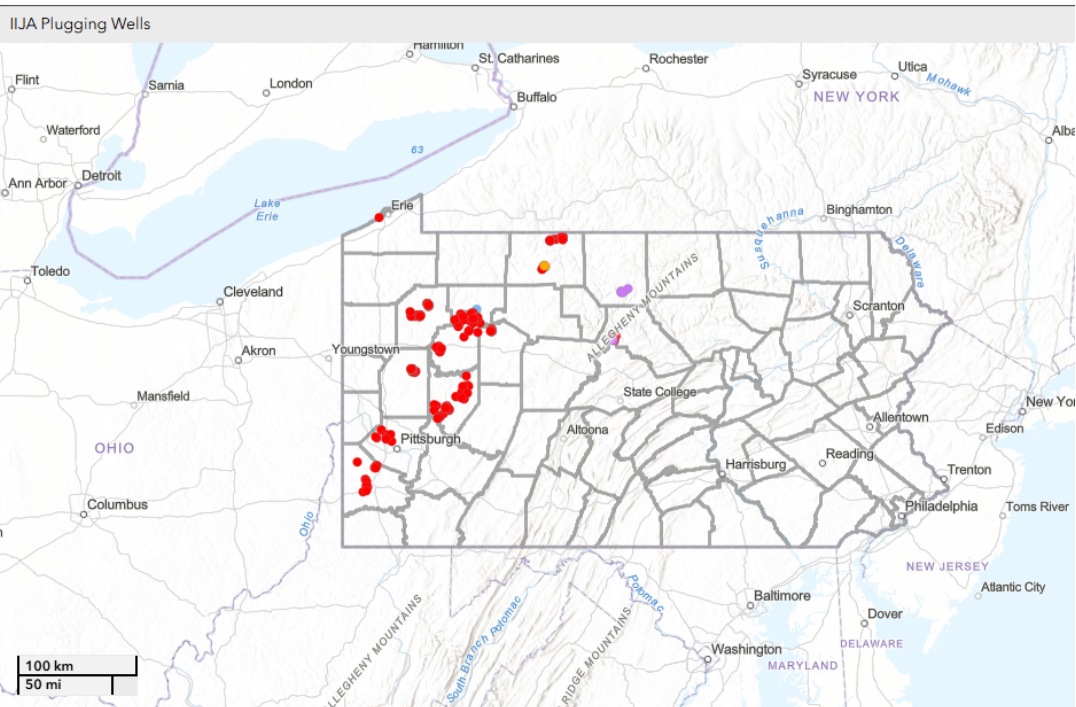 IIJA Plugging Wells
Hamilton
St. Catharines
Rochester
Utica
Syracuse
Mohawk
Flint
Sarnia
London
NEW YORK
Buffalo
Waterford
63
Detroit
Ann Arbor
Lake
Erie
Erie
Binghamton
Susquehanna
Delaware
Toledo
Cleveland
ALLEGHENY MOUNTAINS
Scranton
Akron
Youngstown
Mansfield
State College
Allentown
Edison
OHIO
Pittsburgh
Altoona
Reading
Harrisburg
Trenton
Columbus
Ohio
Philadelphia
Toms River
NEW JERSEY
Potomac
Atlantic City
Baltimore
Dover
South Branch Potomac
DELAWARE
Washington
MARYLAND
LLEGHENY MOUNTAINS
RIDGE MOUNTAINS
100 km
50 mi
New Yor
Alba